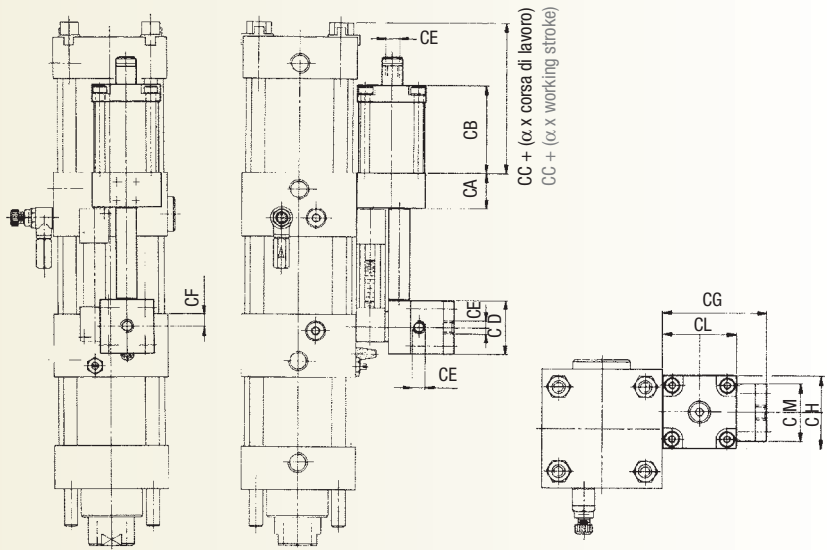 CE
CC + (α x corsa di lavoro)
CC + (α x working stroke)
CB
CA
CF
CE
C D
CE
CG
CL
C M
C H